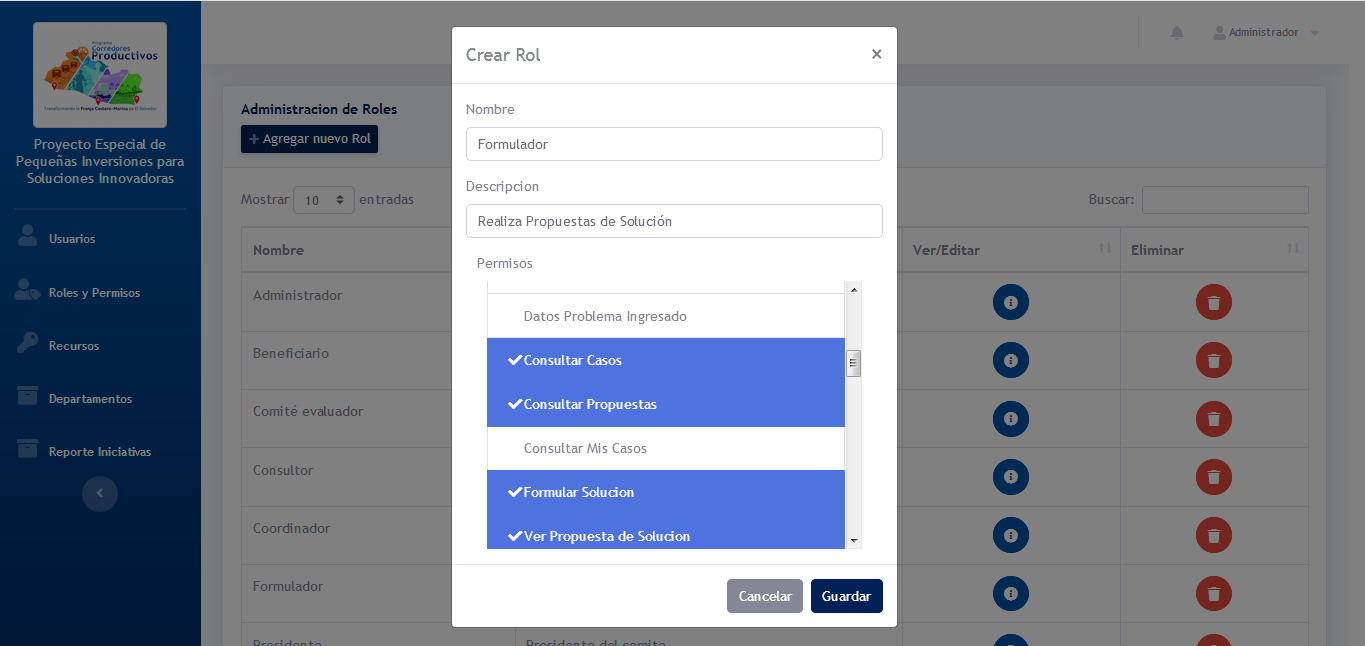 Programa
Corredores
Productivos
Transformando la Franja Costero-Marina de El Salvador
Proyecto Especial de
Pequeñas Inversiones para
Soluciones Innovadoras
Usuarios
Roles y Permisos
Recursos
Departamentos
Reporte Iniciativas
Administrador
Administracion de Roles
Agregar nuevo Rol
Mostrar 10 entradas
Buscar:
Nombre
Ver/Editar
Eliminar
Administrador
Beneficiario
Comité evaluador
Consultor
Coordinador
Formulador
Presidente
Presidente del comite
Crear Rol
×
Nombre
Formulador
Descripcion
Realiza Propuestas de Solución
Permisos
Datos Problema Ingresado
Consultar Casos
Consultar Propuestas
Consultar Mis Casos
Formular Solucion
Ver Propuesta de Solucion
Cancelar
Guardar